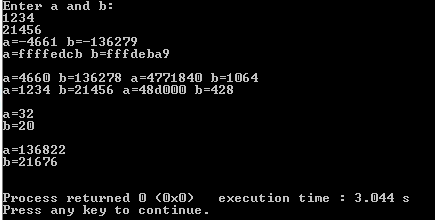 Enter a and b:
1234
21456
a=-4661 b=-136279
a=ffffedcb b=fffdeba9
a=4660 b=136278 a=4771840 b=1064
a=1234 b=21456 a=48d000 b=428
a=32
b=20
a=136822
b=21676
Process returned 0 (0x0)   execution time : 3.044 s
Press any key to continue.